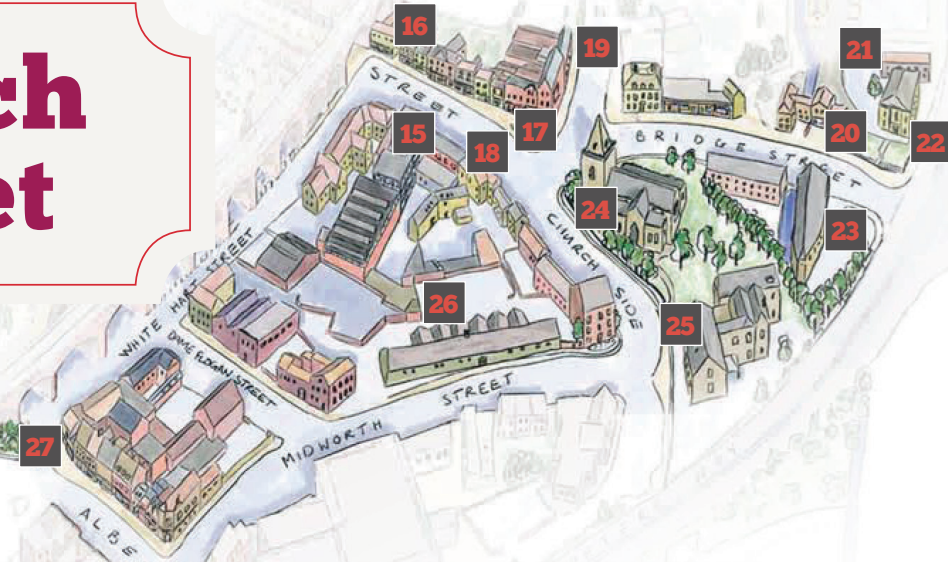 ch
et
16
19
21
STREET
15
18
17
20
22
BRIDGE STREET
24
CHURCH SIDE
23
WHITE HART STREET
26
25
DAME FLOGAN STREET
MIDWORTH STREET
27
ALBE